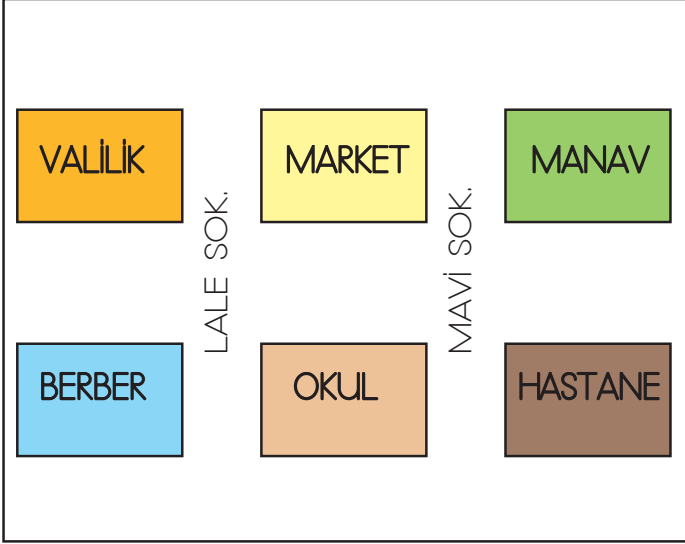 VALİLİK
MARKET
MANAV
LALE SOK.
MAVİ SOK.
BERBER
OKUL
HASTANE